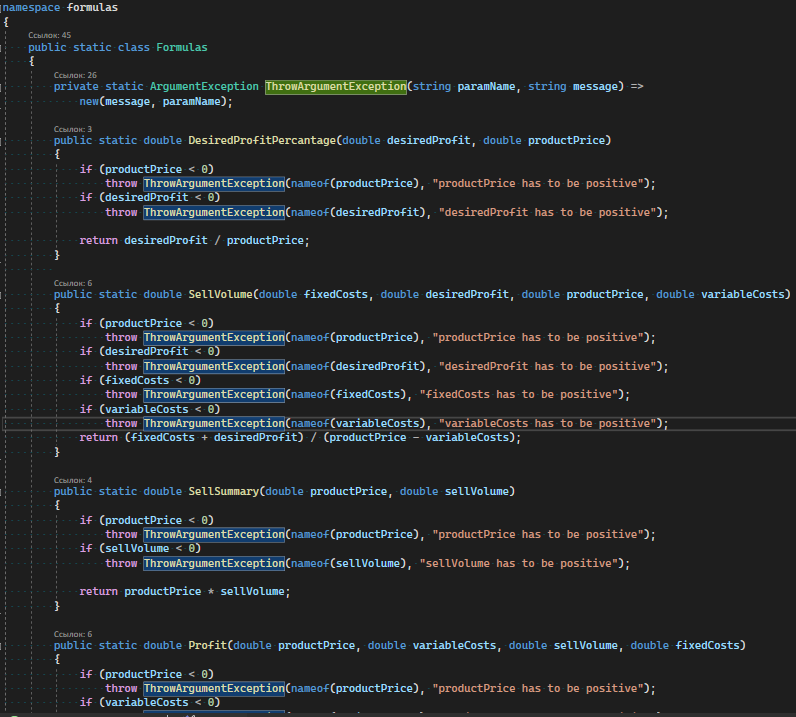 namespace formulas
{
Ссылок: 45
public static class Formulas
{
Ссылок: 26
private static ArgumentException ThrowArgumentException(string paramName, string message) =>
new(message, paramName);
Ссылок: 3
public static double DesiredProfitPercantage(double desiredProfit, double productPrice)
{
if (productPrice < 0)
throw ThrowArgumentException(nameof(productPrice), "productPrice has to be positive");
if (desiredProfit < 0)
throw ThrowArgumentException(nameof(desiredProfit), "desiredProfit has to be positive");
return desiredProfit / productPrice;
}
Ссылок: 6
public static double SellVolume(double fixedCosts, double desiredProfit, double productPrice, double variableCosts)
{
if (productPrice < 0)
throw ThrowArgumentException(nameof(productPrice), "productPrice has to be positive");
if (desiredProfit < 0)
throw ThrowArgumentException(nameof(desiredProfit), "desiredProfit has to be positive");
if (fixedCosts < 0)
throw ThrowArgumentException(nameof(fixedCosts), "fixedCosts has to be positive");
if (variableCosts < 0)
throw ThrowArgumentException(nameof(variableCosts), "variableCosts has to be positive");
return (fixedCosts + desiredProfit) / (productPrice - variableCosts);
}
Ссылок: 4
public static double SellSummary(double productPrice, double sellVolume)
{
if (productPrice < 0)
throw ThrowArgumentException(nameof(productPrice), "productPrice has to be positive");
if (sellVolume < 0)
throw ThrowArgumentException(nameof(sellVolume), "sellVolume has to be positive");
return productPrice * sellVolume;
}
Ссылок: 6
public static double Profit(double productPrice, double variableCosts, double sellVolume, double fixedCosts)
{
if (productPrice < 0)
throw ThrowArgumentException(nameof(productPrice), "productPrice has to be positive");
if (variableCosts < 0)